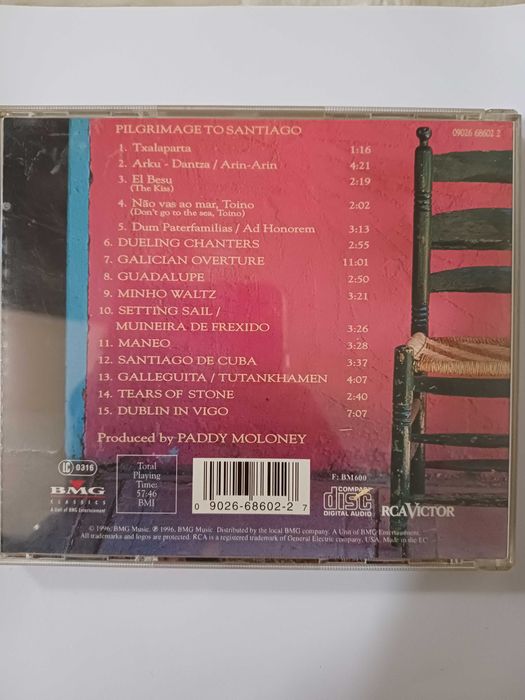 09026 68602 2
PILGRIMAGE TO SANTIAGO
1. Txalaparta 1:16
2. Arku - Dantza / Arin-Arin 4:21
3. El Besu 2:19
(The Kiss)
4. Não vas ao mar, Toino 2:02
(Don't go to the sea, Toino)
5. Dum Paterfamilias / Ad Honorem 3:13
6. DUELING CHANTERS 2:55
7. GALICIAN OVERTURE 11:01
8. GUADALUPE 2:50
9. MINHO WALTZ 3:21
10. SETTING SAIL /
MUINEIRA DE FREXIDO 3:26
11. MANEO 3:28
12. SANTIAGO DE CUBA 3:37
13. GALLEGUITA / TUTANKHAMEN 4:07
14. TEARS OF STONE 2:40
15. DUBLIN IN VIGO 7:07
Produced by PADDY MOLONEY
LC 0316
BMG
CLASSICS
A Unit of BMG Entertainment
Total
Playing
Time:
57:46
BMI
0 9026-68602-2 7
F: BM600
COMPACT
disc
DIGITAL AUDIO
RCA VICTOR
© 1996, BMG Music. ℗ 1996, BMG Music. Distributed by the local BMG company. A Unit of BMG Entertainment.
All trademarks and logos are protected. RCA is a registered trademark of General Electric company, USA. Made in the EC